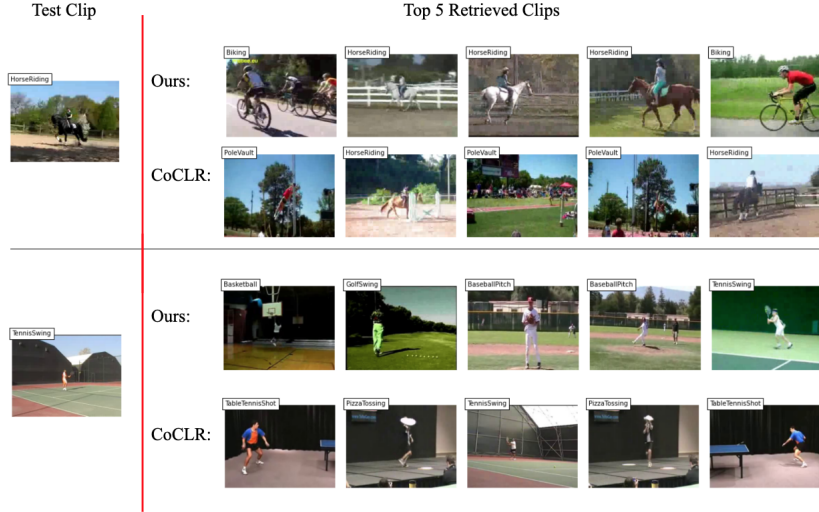 Test Clip
Top 5 Retrieved Clips
HorseRiding
Ours:
Biking
HorseRiding
HorseRiding
HorseRiding
Biking
CoCLR:
PoleVault
HorseRiding
PoleVault
PoleVault
HorseRiding
TennisSwing
Ours:
Basketball
GolfSwing
BaseballPitch
BaseballPitch
TennisSwing
CoCLR:
TableTennisShot
PizzaTossing
TennisSwing
PizzaTossing
TableTennisShot